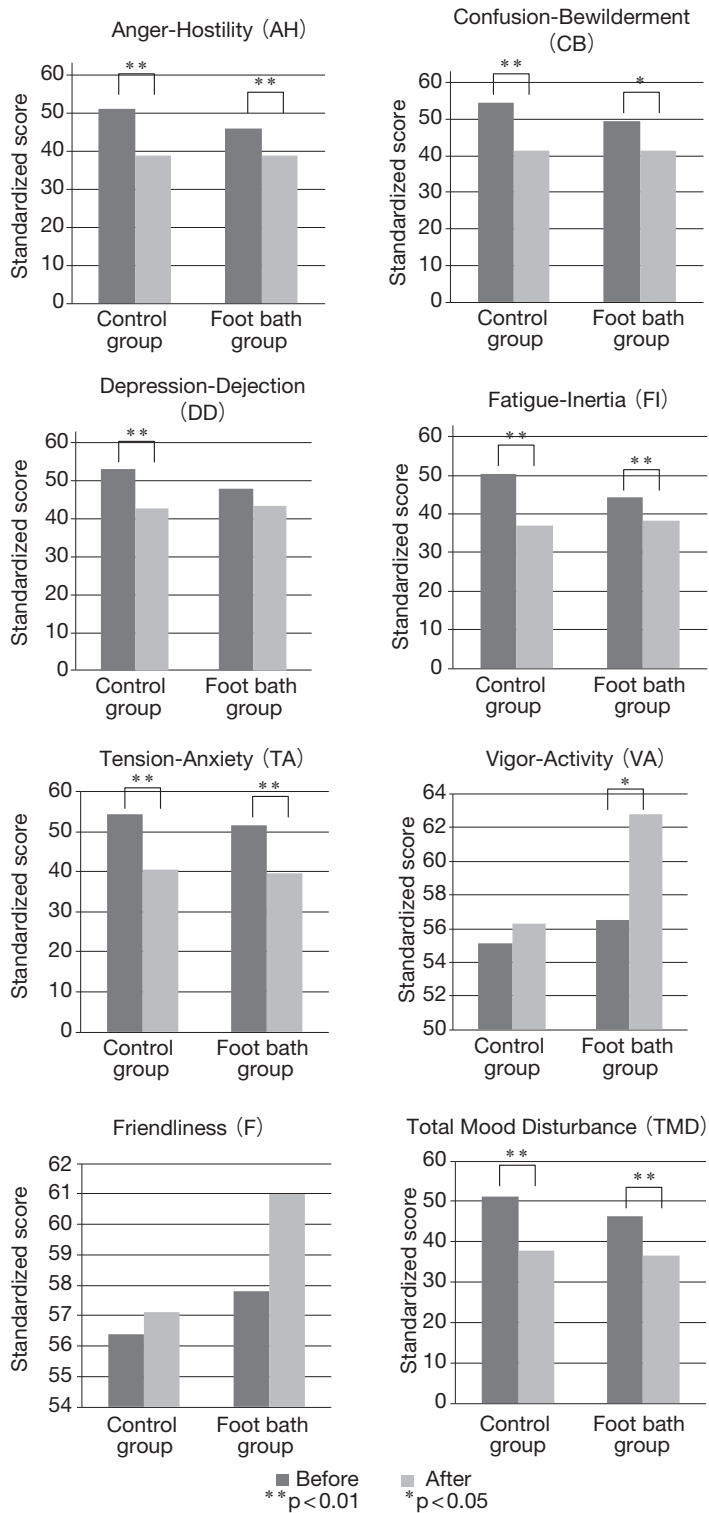 Anger-Hostility (AH)
Standardized score
60
50
40
30
20
10
0
** **
Control group
Foot bath group
Confusion-Bewilderment
(CB)
Standardized score
60
50
40
30
20
10
0
** *
Control group
Foot bath group
Depression-Dejection
(DD)
Standardized score
60
50
40
30
20
10
0
**
Control group
Foot bath group
Fatigue-Inertia (FI)
Standardized score
60
50
40
30
20
10
0
** **
Control group
Foot bath group
Tension-Anxiety (TA)
Standardized score
60
50
40
30
50
10
0
** **
Control group
Foot bath group
Vigor-Activity (VA)
Standardized score
64
62
60
58
56
54
52
50
*
Control group
Foot bath group
Friendliness (F)
Standardized score
62
61
60
59
58
57
56
55
54
Control group
Foot bath group
Total Mood Disturbance (TMD)
Standardized score
60
50
40
30
20
10
0
** **
Control group
Foot bath group
Before After
**p<0.01 *p<0.05